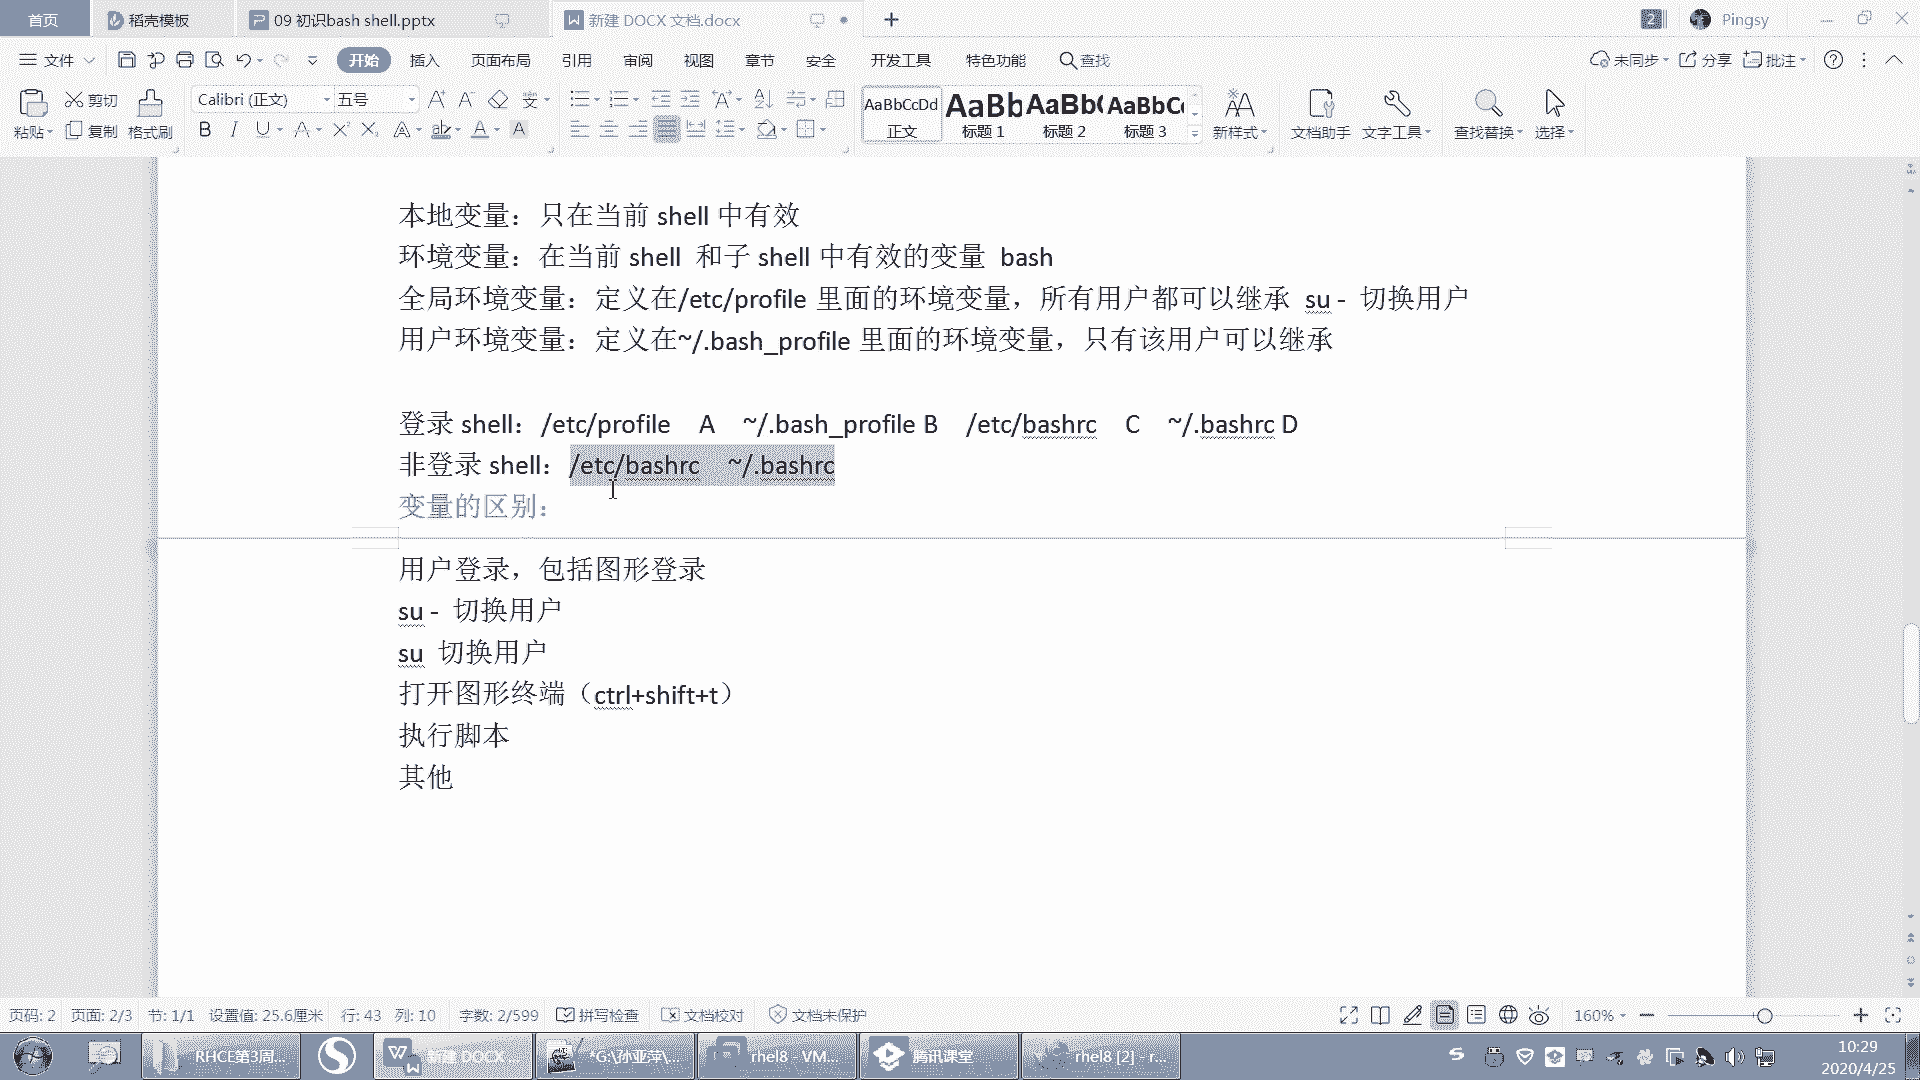 首页 稻壳模板 09 初识bash shell.pptx 新建 DOCX 文档.docx 2 Pingsy
文件 开始 插入 页面布局 引用 审阅 视图 章节 安全 开发工具 特色功能 查找 未同步 分享 批注
粘贴 剪切 复制 格式刷 Calibri (正文) 五号 AaBbCcDd 正文 AaBb 标题 1 AaBb( 标题 2 AaBbC 标题 3 新样式 文档助手 文字工具 查找替换 选择
本地变量：只在当前 shell 中有效
环境变量：在当前 shell 和子 shell 中有效的变量 bash
全局环境变量：定义在/etc/profile 里面的环境变量，所有用户都可以继承 su - 切换用户
用户环境变量：定义在~/.bash_profile 里面的环境变量，只有该用户可以继承
登录 shell：/etc/profile A ~/.bash_profile B /etc/bashrc C ~/.bashrc D
非登录 shell：/etc/bashrc ~/.bashrc
变量的区别：
用户登录，包括图形登录
su - 切换用户
su 切换用户
打开图形终端（ctrl+shift+t）
执行脚本
其他
页码: 2 页面: 2/3 节: 1/1 设置值: 25.6厘米 行: 43 列: 10 字数: 2/599 拼写检查 文档校对 文档未保护 160%
RHCE第3周... 新建 DOCX ... *G:\孙亚萍\... rhel8 - VM... 腾讯课堂 rhel8 [2] - r... 10:29
2020/4/25